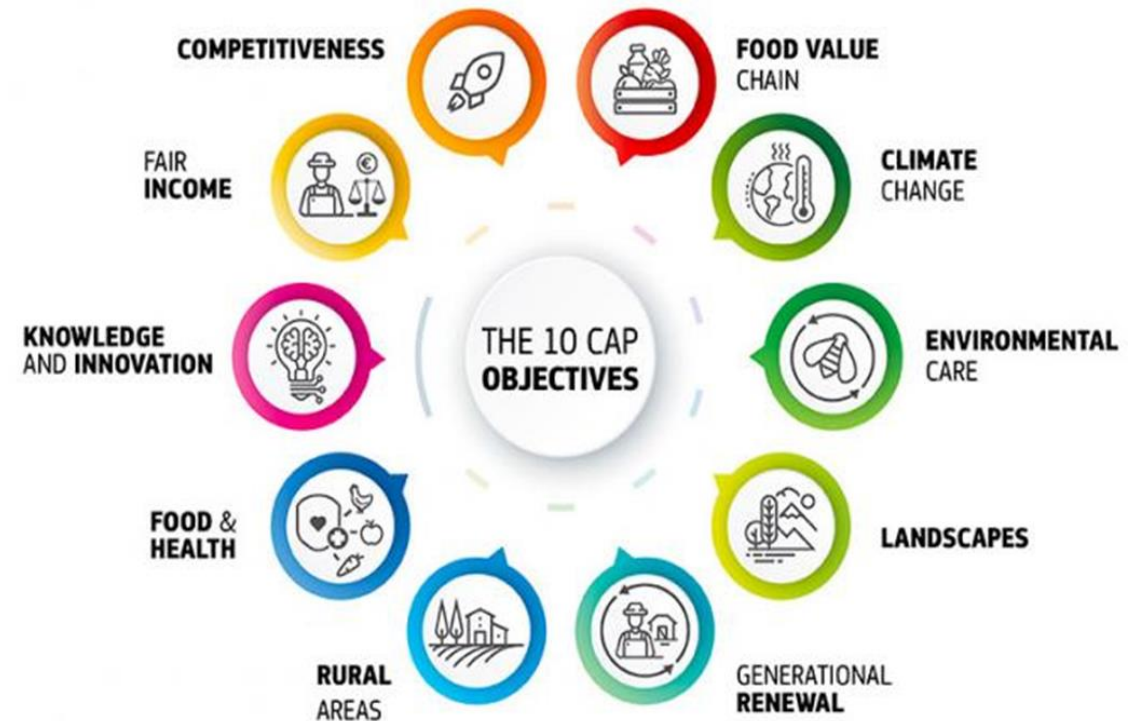 COMPETITIVENESS
FOOD VALUE
CHAIN
FAIR
INCOME
€
CLIMATE
CHANGE
KNOWLEDGE
AND INNOVATION
THE 10 CAP
OBJECTIVES
ENVIRONMENTAL
CARE
FOOD &
HEALTH
LANDSCAPES
RURAL
AREAS
GENERATIONAL
RENEWAL